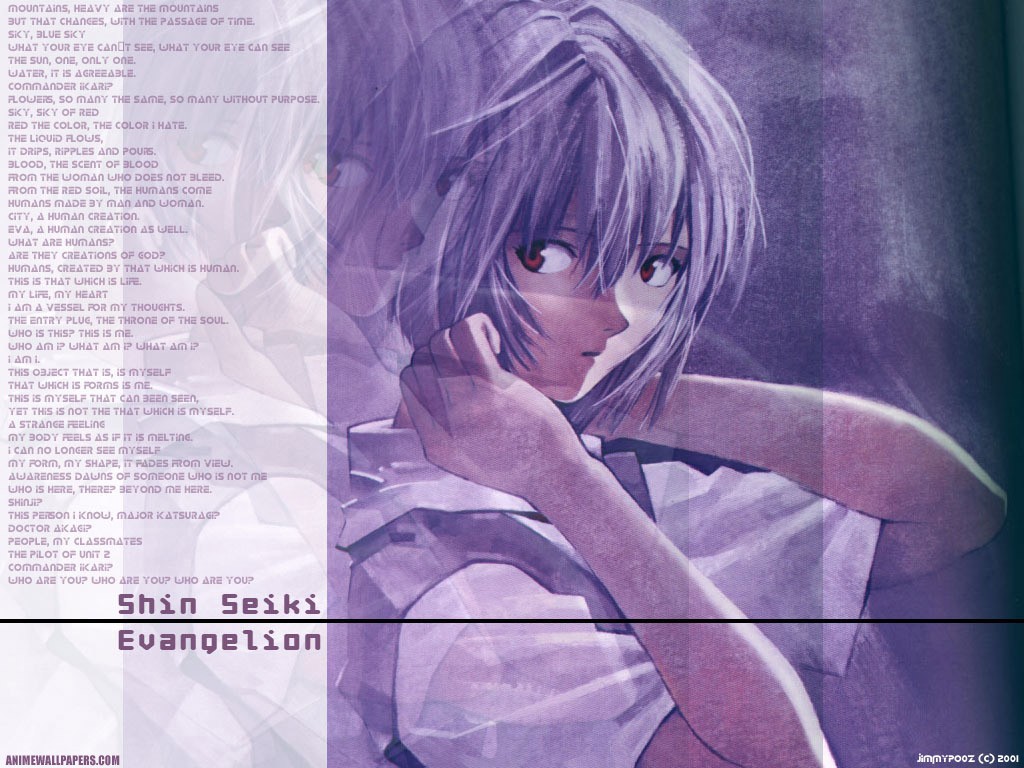 MOUNTAINS, HEAVY ARE THE MOUNTAINS
BUT THAT CHANGES, WITH THE PASSAGE OF TIME.
SKY, BLUE SKY
WHAT YOUR EYE CAN▯T SEE, WHAT YOUR EYE CAN SEE
THE SUN, ONE, ONLY ONE.
WATER, IT IS AGREEABLE.
COMMANDER IKARI?
FLOWERS, SO MANY THE SAME, SO MANY WITHOUT PURPOSE.
SKY, SKY OF RED
RED THE COLOR, THE COLOR I HATE.
THE LIQUID FLOWS,
IT DRIPS, RIPPLES AND POURS.
BLOOD, THE SCENT OF BLOOD
FROM THE WOMAN WHO DOES NOT BLEED.
FROM THE RED SOIL, THE HUMANS COME
HUMANS MADE BY MAN AND WOMAN.
CITY, A HUMAN CREATION.
EVA, A HUMAN CREATION AS WELL.
WHAT ARE HUMANS?
ARE THEY CREATIONS OF GOD?
HUMANS, CREATED BY THAT WHICH IS HUMAN.
THIS IS THAT WHICH IS LIFE.
MY LIFE, MY HEART
I AM A VESSEL FOR MY THOUGHTS.
THE ENTRY PLUG, THE THRONE OF THE SOUL.
WHO IS THIS? THIS IS ME.
WHO AM I? WHAT AM I? WHAT AM I?
I AM I.
THIS OBJECT THAT IS, IS MYSELF
THAT WHICH IS FORMS IS ME.
THIS IS MYSELF THAT CAN BEEN SEEN,
YET THIS IS NOT THE THAT WHICH IS MYSELF.
A STRANGE FEELING
MY BODY FEELS AS IF IT IS MELTING.
I CAN NO LONGER SEE MYSELF
MY FORM, MY SHAPE, IT FADES FROM VIEW.
AWARENESS DAWNS OF SOMEONE WHO IS NOT ME
WHO IS HERE, THERE? BEYOND ME HERE.
SHINJI?
THIS PERSON I KNOW, MAJOR KATSURAGI?
DOCTOR AKAGI?
PEOPLE, MY CLASSMATES
THE PILOT OF UNIT 2
COMMANDER IKARI?
WHO ARE YOU? WHO ARE YOU? WHO ARE YOU?
Shin Seiki
Evangelion
ANIMEWALLPAPERS.COM
JIMMYPOOZ (C) 2001